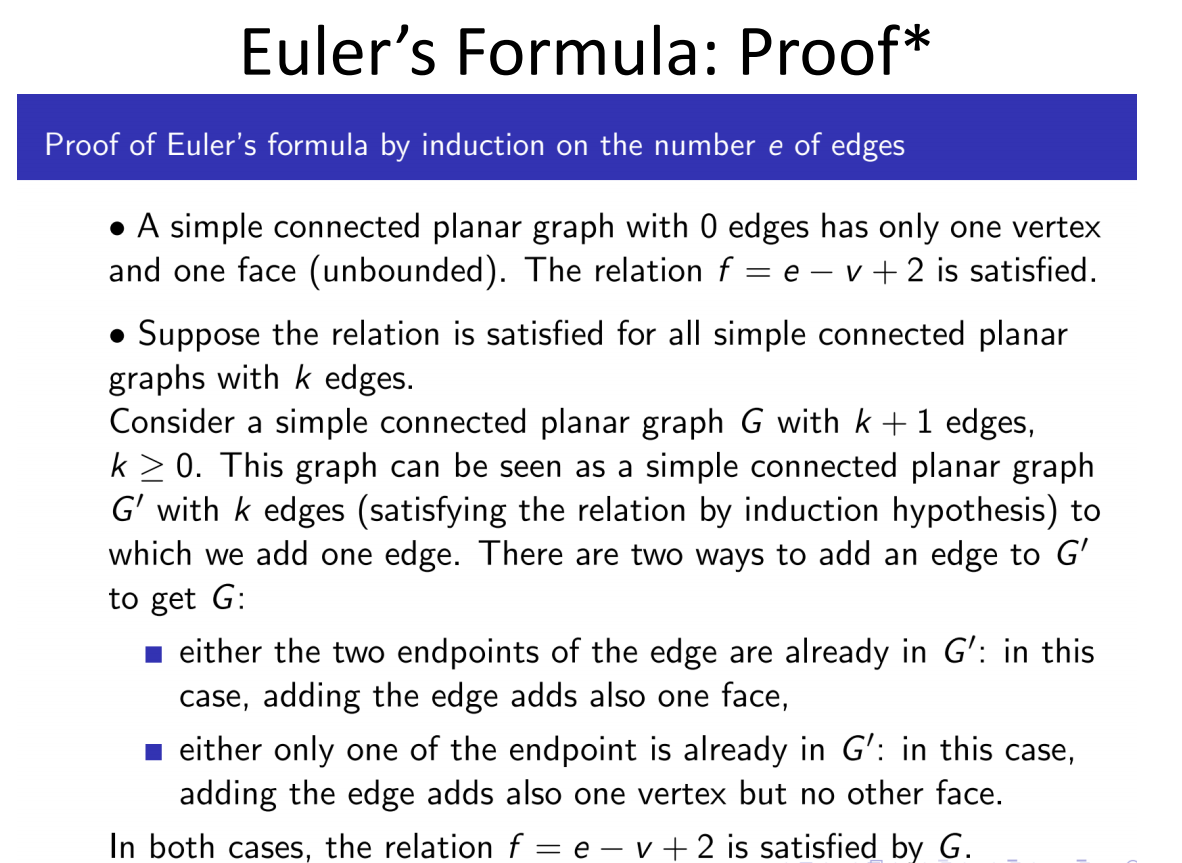 Euler’s Formula: Proof*
Proof of Euler’s formula by induction on the number e of edges
• A simple connected planar graph with 0 edges has only one vertex
and one face (unbounded). The relation f = e − v + 2 is satisfied.
• Suppose the relation is satisfied for all simple connected planar
graphs with k edges.
Consider a simple connected planar graph G with k + 1 edges,
k ≥ 0. This graph can be seen as a simple connected planar graph
G′ with k edges (satisfying the relation by induction hypothesis) to
which we add one edge. There are two ways to add an edge to G′
to get G:
■ either the two endpoints of the edge are already in G′: in this
case, adding the edge adds also one face,
■ either only one of the endpoint is already in G′: in this case,
adding the edge adds also one vertex but no other face.
In both cases, the relation f = e − v + 2 is satisfied by G.